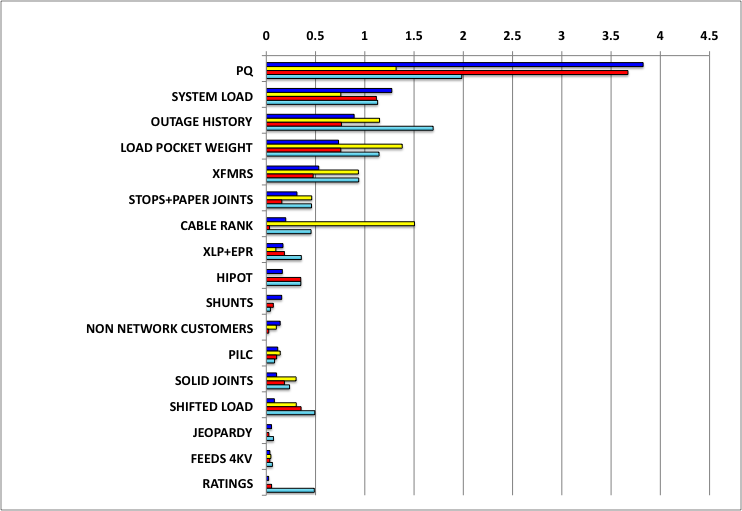 0 0.5 1 1.5 2 2.5 3 3.5 4 4.5
PQ
SYSTEM LOAD
OUTAGE HISTORY
LOAD POCKET WEIGHT
XFMRS
STOPS+PAPER JOINTS
CABLE RANK
XLP+EPR
HIPOT
SHUNTS
NON NETWORK CUSTOMERS
PILC
SOLID JOINTS
SHIFTED LOAD
JEOPARDY
FEEDS 4KV
RATINGS